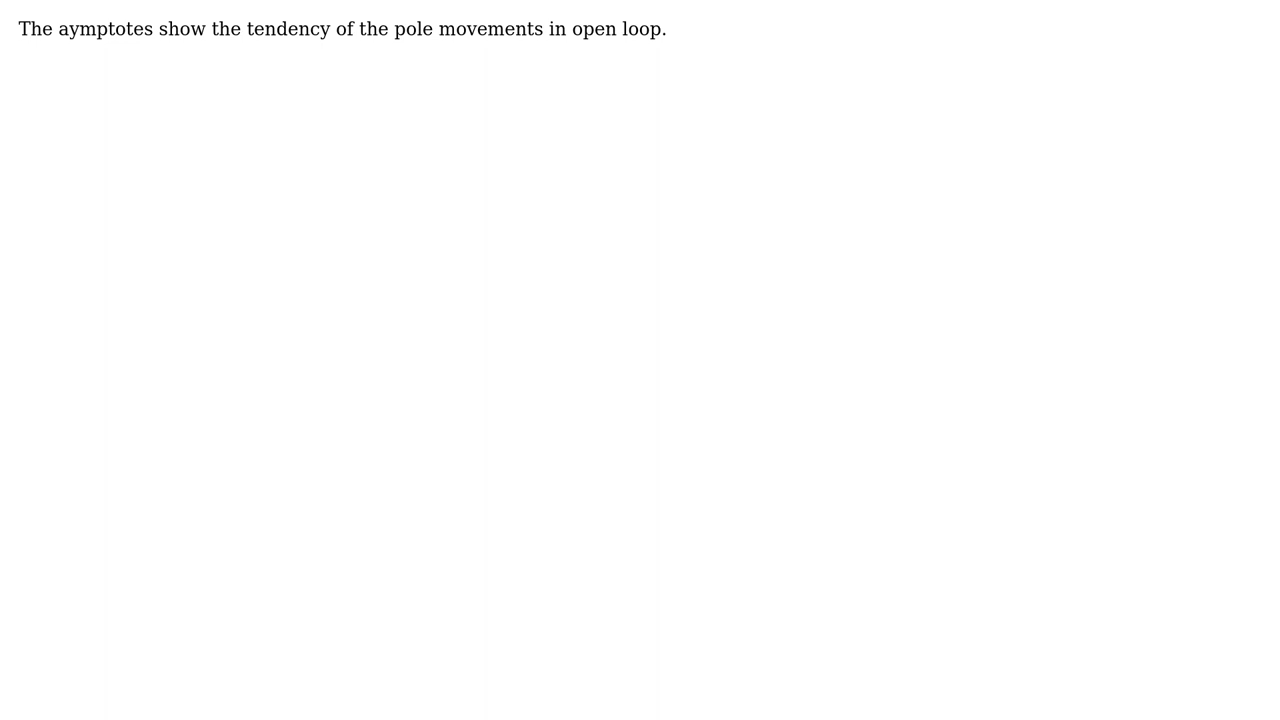 The aymptotes show the tendency of the pole movements in open loop.